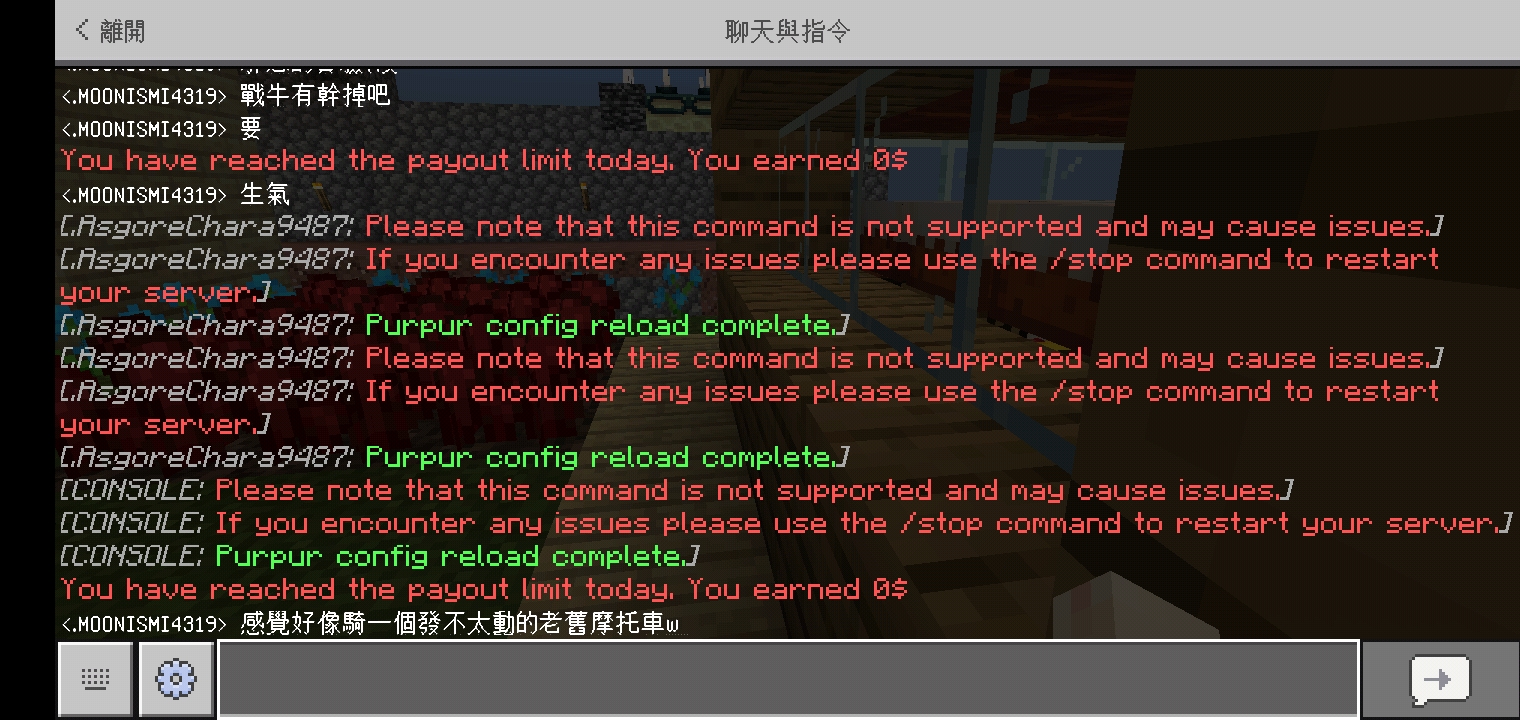 離開
聊天與指令
<.MOONISMI4319> 戰牛有幹掉吧
<.MOONISMI4319> 要
You have reached the payout limit today. You earned 0$
<.MOONISMI4319> 生氣
[.AsgoreChara9487: Please note that this command is not supported and may cause issues.]
[.AsgoreChara9487: If you encounter any issues please use the /stop command to restart
your server.]
[.AsgoreChara9487: Purpur config reload complete.]
[.AsgoreChara9487: Please note that this command is not supported and may cause issues.]
[.AsgoreChara9487: If you encounter any issues please use the /stop command to restart
your server.]
[.AsgoreChara9487: Purpur config reload complete.]
[CONSOLE: Please note that this command is not supported and may cause issues.]
[CONSOLE: If you encounter any issues please use the /stop command to restart your server.]
[CONSOLE: Purpur config reload complete.]
You have reached the payout limit today. You earned 0$
<.MOONISMI4319> 感覺好像騎一個發不太動的老舊摩托車w